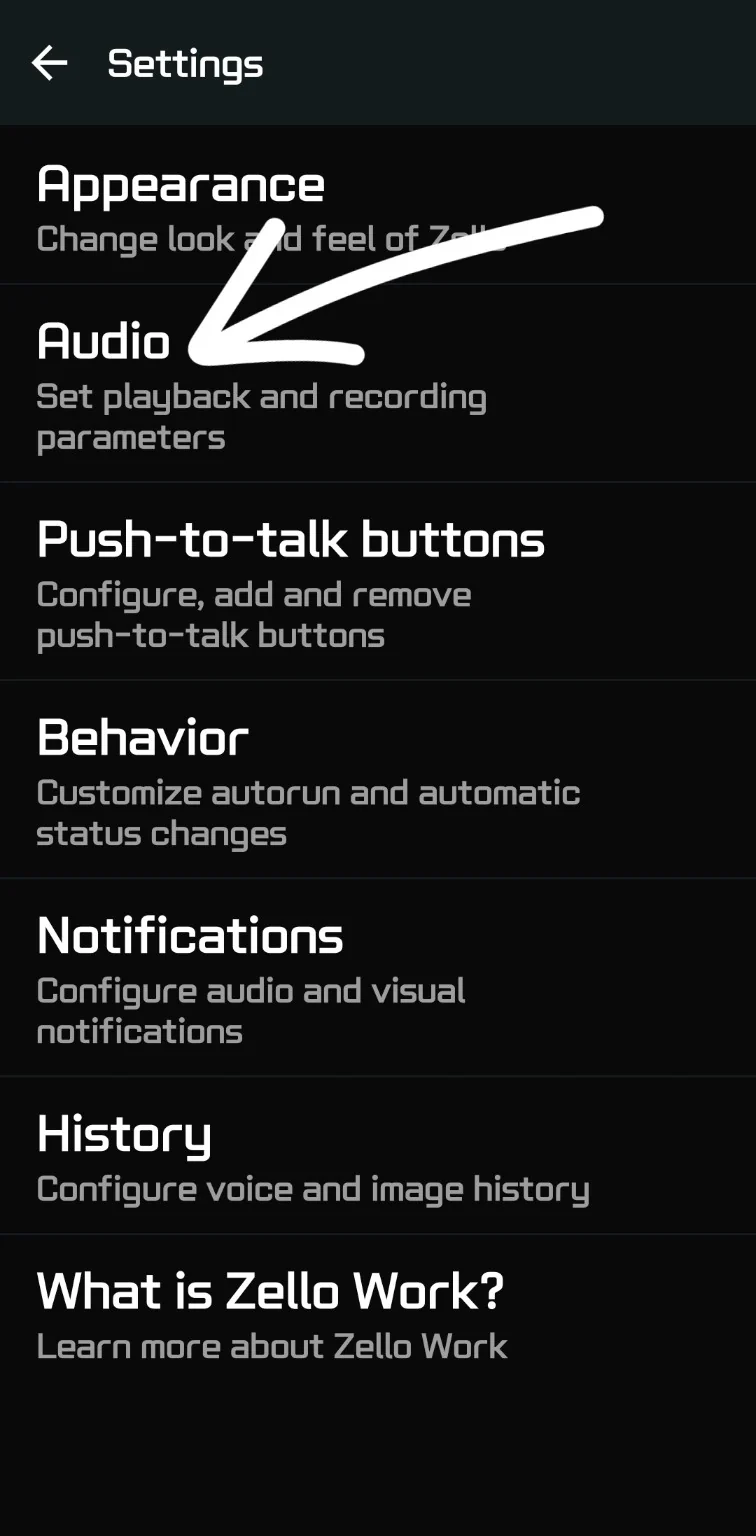 Settings
Appearance
Change look and feel of Zello
Audio
Set playback and recording
parameters
Push-to-talk buttons
Configure, add and remove
push-to-talk buttons
Behavior
Customize autorun and automatic
status changes
Notifications
Configure audio and visual
notifications
History
Configure voice and image history
What is Zello Work?
Learn more about Zello Work